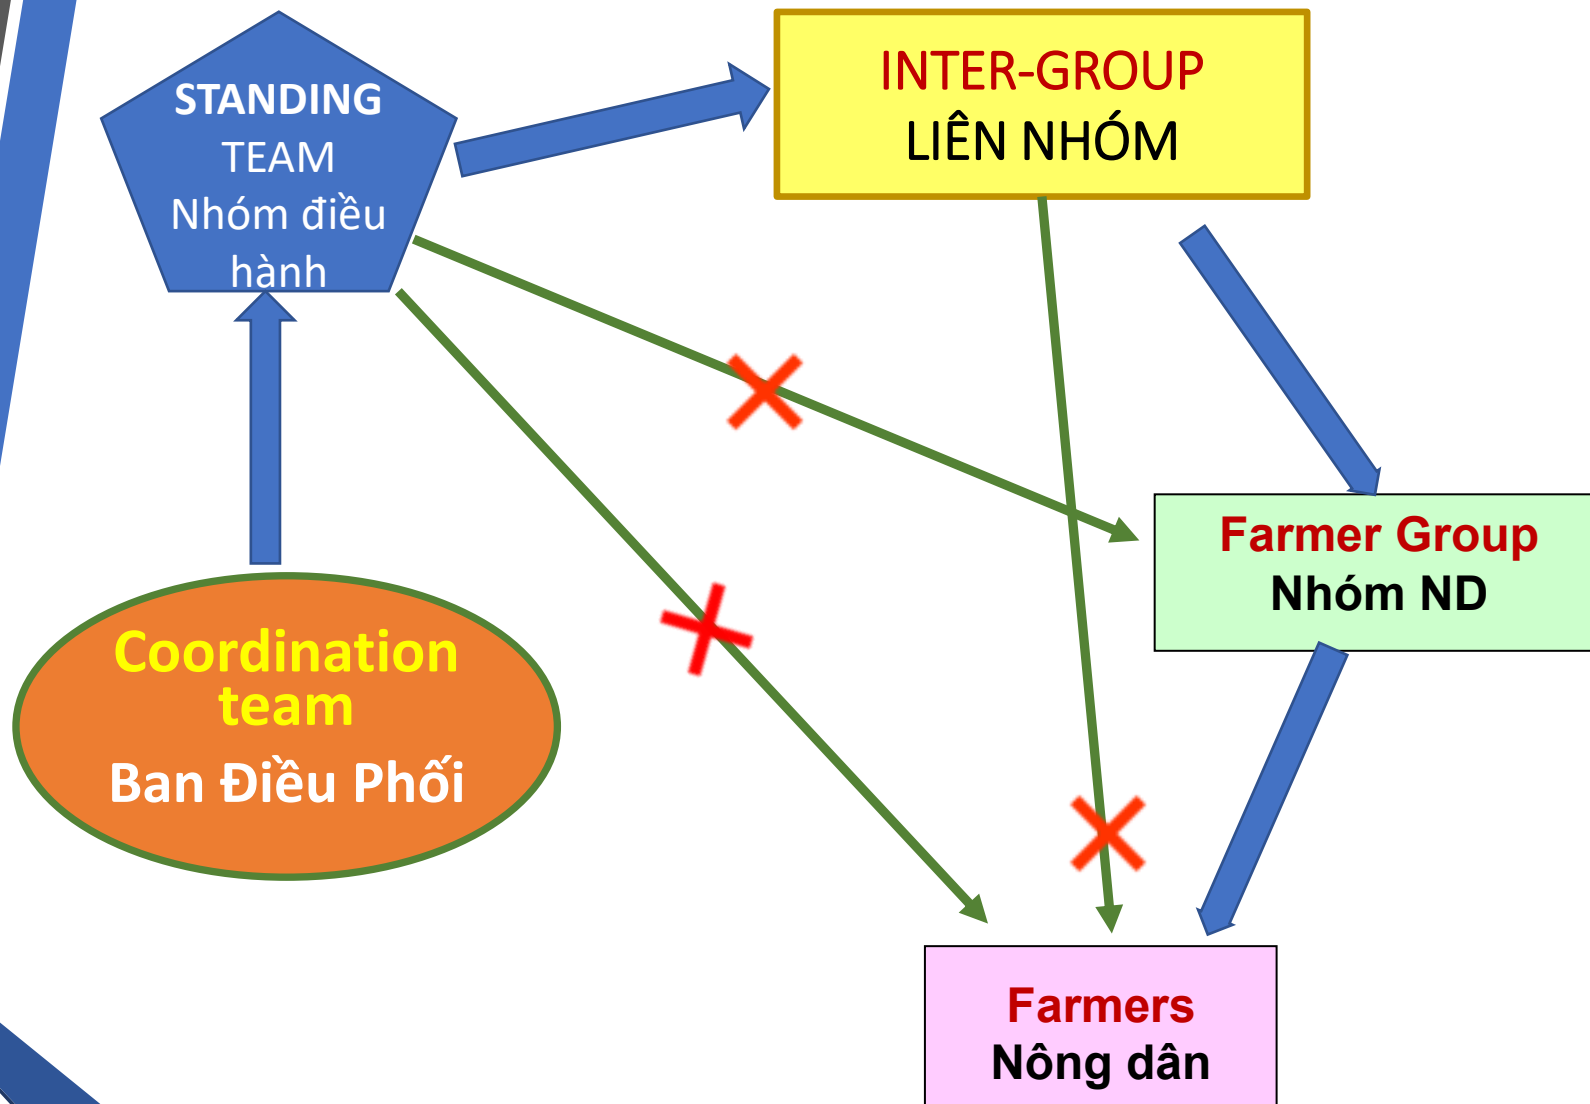 STANDING
TEAM
Nhóm điều
hành
INTER-GROUP
LIÊN NHÓM
Farmer Group
Nhóm ND
Coordination
team
Ban Điều Phối
Farmers
Nông dân